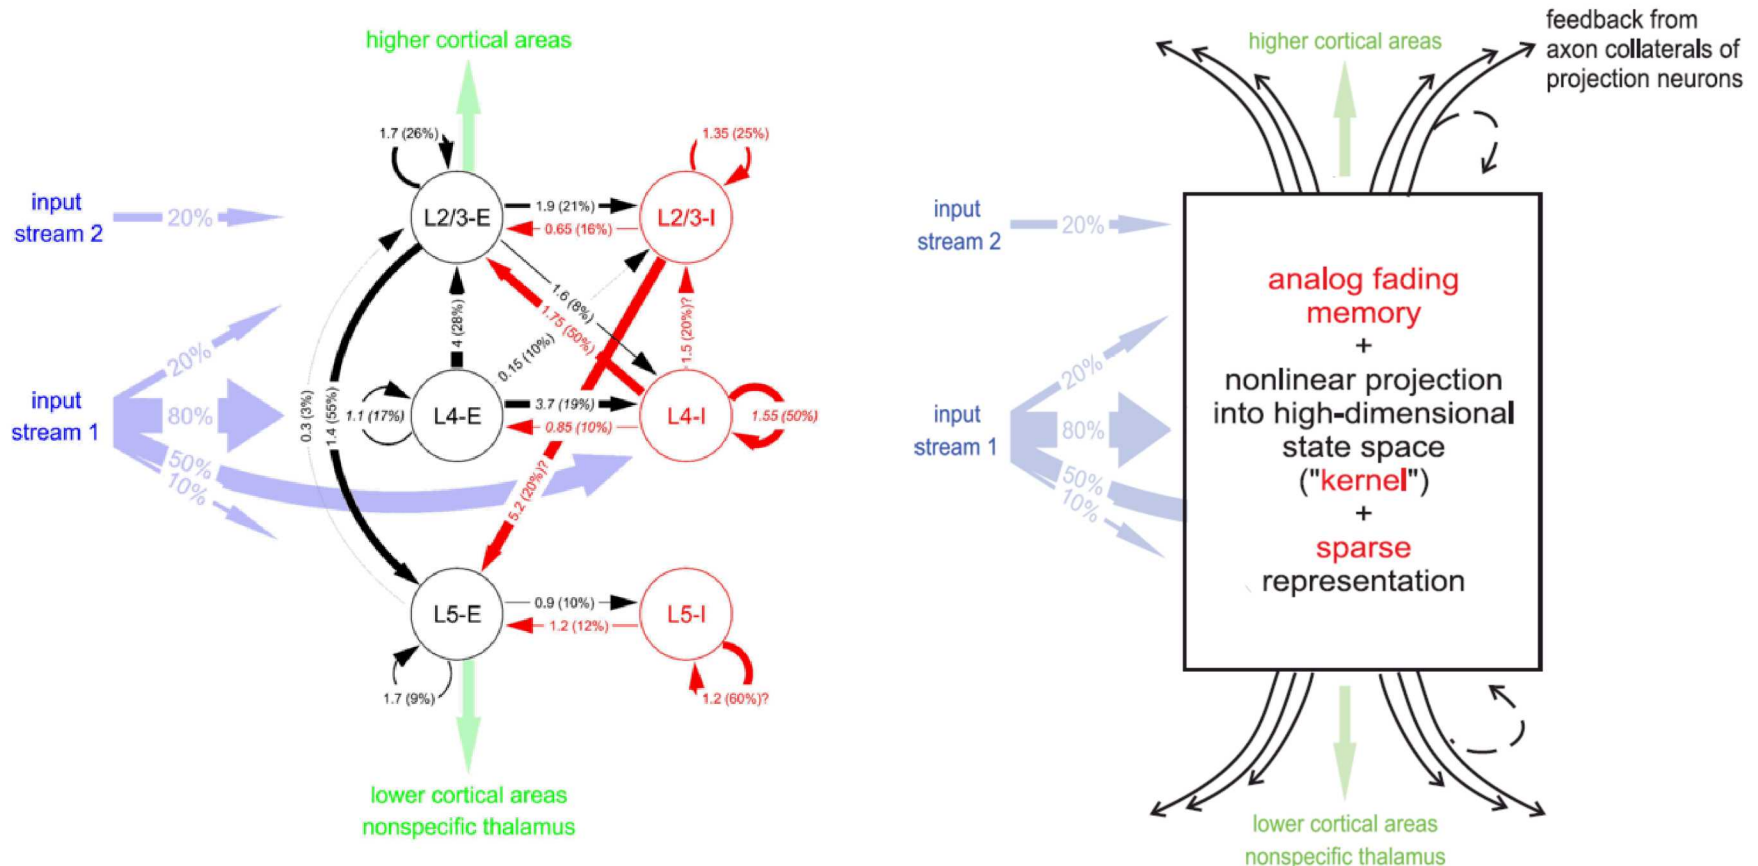 higher cortical areas
1.7 (26%)
1.35 (25%)
input
stream 2
20%
L2/3-E
1.9 (21%)
0.65 (16%)
L2/3-I
1.6 (8%)
1.75 (50%)
4 (28%)
0.15 (10%)
1.5 (20%)?
20%
input
stream 1
80%
50%
10%
0.3 (3%)
1.4 (55%)
1.1 (17%)
L4-E
3.7 (19%)
0.85 (10%)
L4-I
1.55 (50%)
5.2 (20%)?
L5-E
0.9 (10%)
1.2 (12%)
L5-I
1.7 (9%)
1.2 (60%)?
lower cortical areas
nonspecific thalamus
higher cortical areas
feedback from
axon collaterals of
projection neurons
input
stream 2
20%
input
stream 1
20%
80%
50%
10%
analog fading
memory
+
nonlinear projection
into high-dimensional
state space
("kernel")
+
sparse
representation
lower cortical areas
nonspecific thalamus